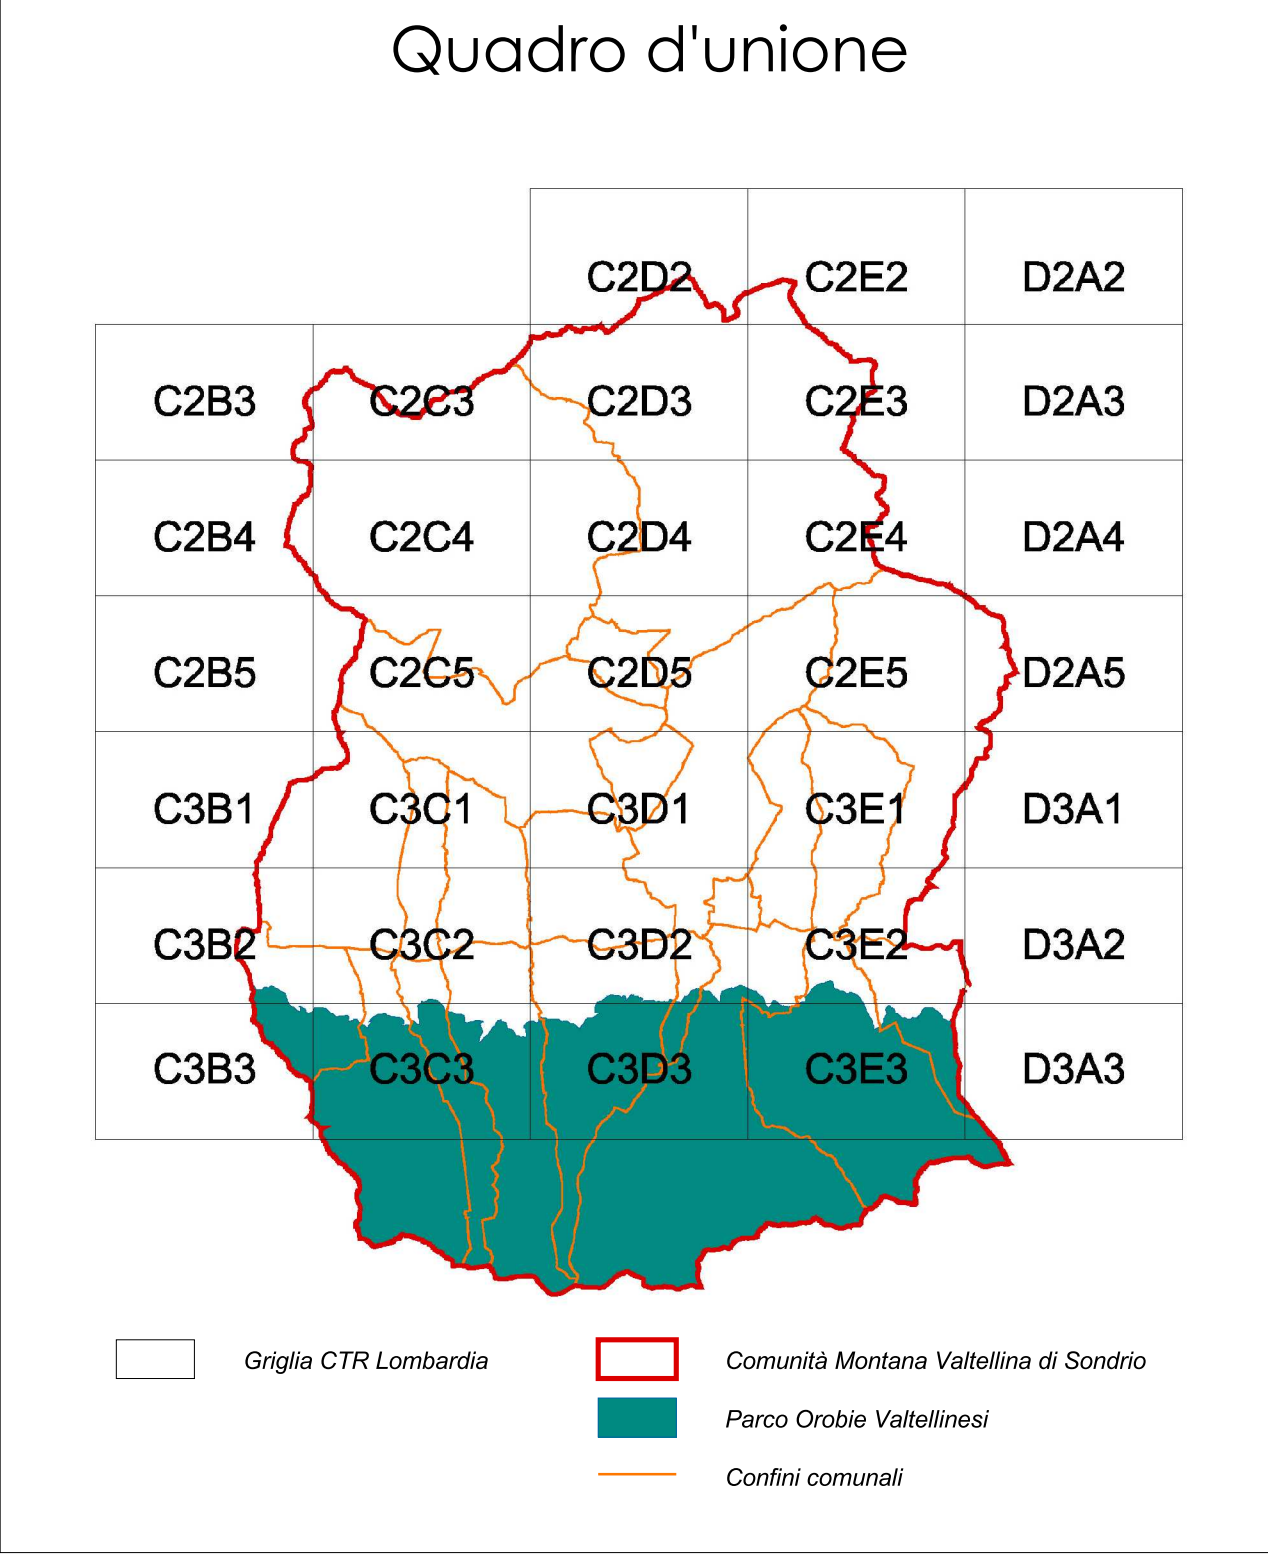 Quadro d'unione
C2D2 C2E2 D2A2
C2B3 C2C3 C2D3 C2E3 D2A3
C2B4 C2C4 C2D4 C2E4 D2A4
C2B5 C2C5 C2D5 C2E5 D2A5
C3B1 C3C1 C3D1 C3E1 D3A1
C3B2 C3C2 C3D2 C3E2 D3A2
C3B3 C3C3 C3D3 C3E3 D3A3
Griglia CTR Lombardia
Comunità Montana Valtellina di Sondrio
Parco Orobie Valtellinesi
Confini comunali